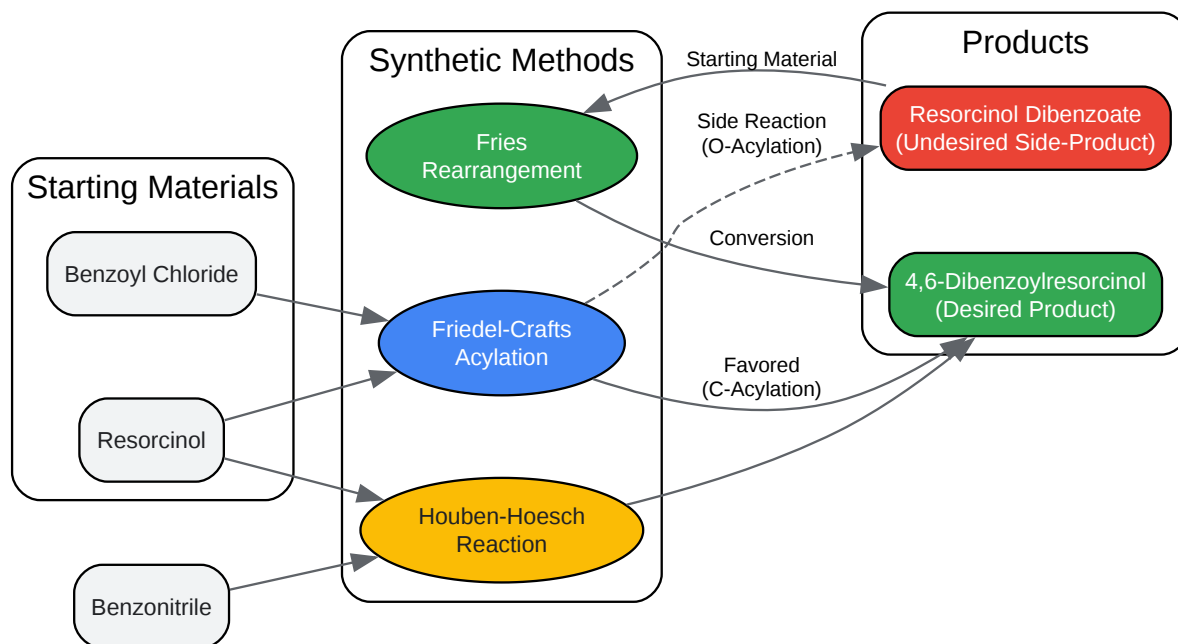 Starting Materials
Benzoyl Chloride
Resorcinol
Benzonitrile
Synthetic Methods
Fries
Rearrangement
Friedel-Crafts
Acylation
Houben-Hoesch
Reaction
Starting Material
Side Reaction
(O-Acylation)
Conversion
Favored
(C-Acylation)
Products
Resorcinol Dibenzoate
(Undesired Side-Product)
4,6-Dibenzoylresorcinol
(Desired Product)